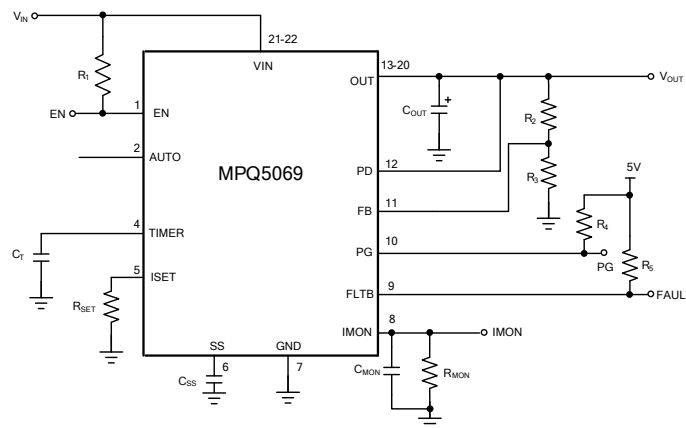 VIN
21-22
VIN
R1
EN
1
EN
2
AUTO
MPQ5069
OUT
13-20
VOUT
COUT
+
R2
R3
PD
12
FB
11
5V
R4
R5
PG
10
PG
FLTB
9
FAUL
CT
4
TIMER
5
ISET
RSET
IMON
8
IMON
CMON
RMON
SS
6
CSS
GND
7